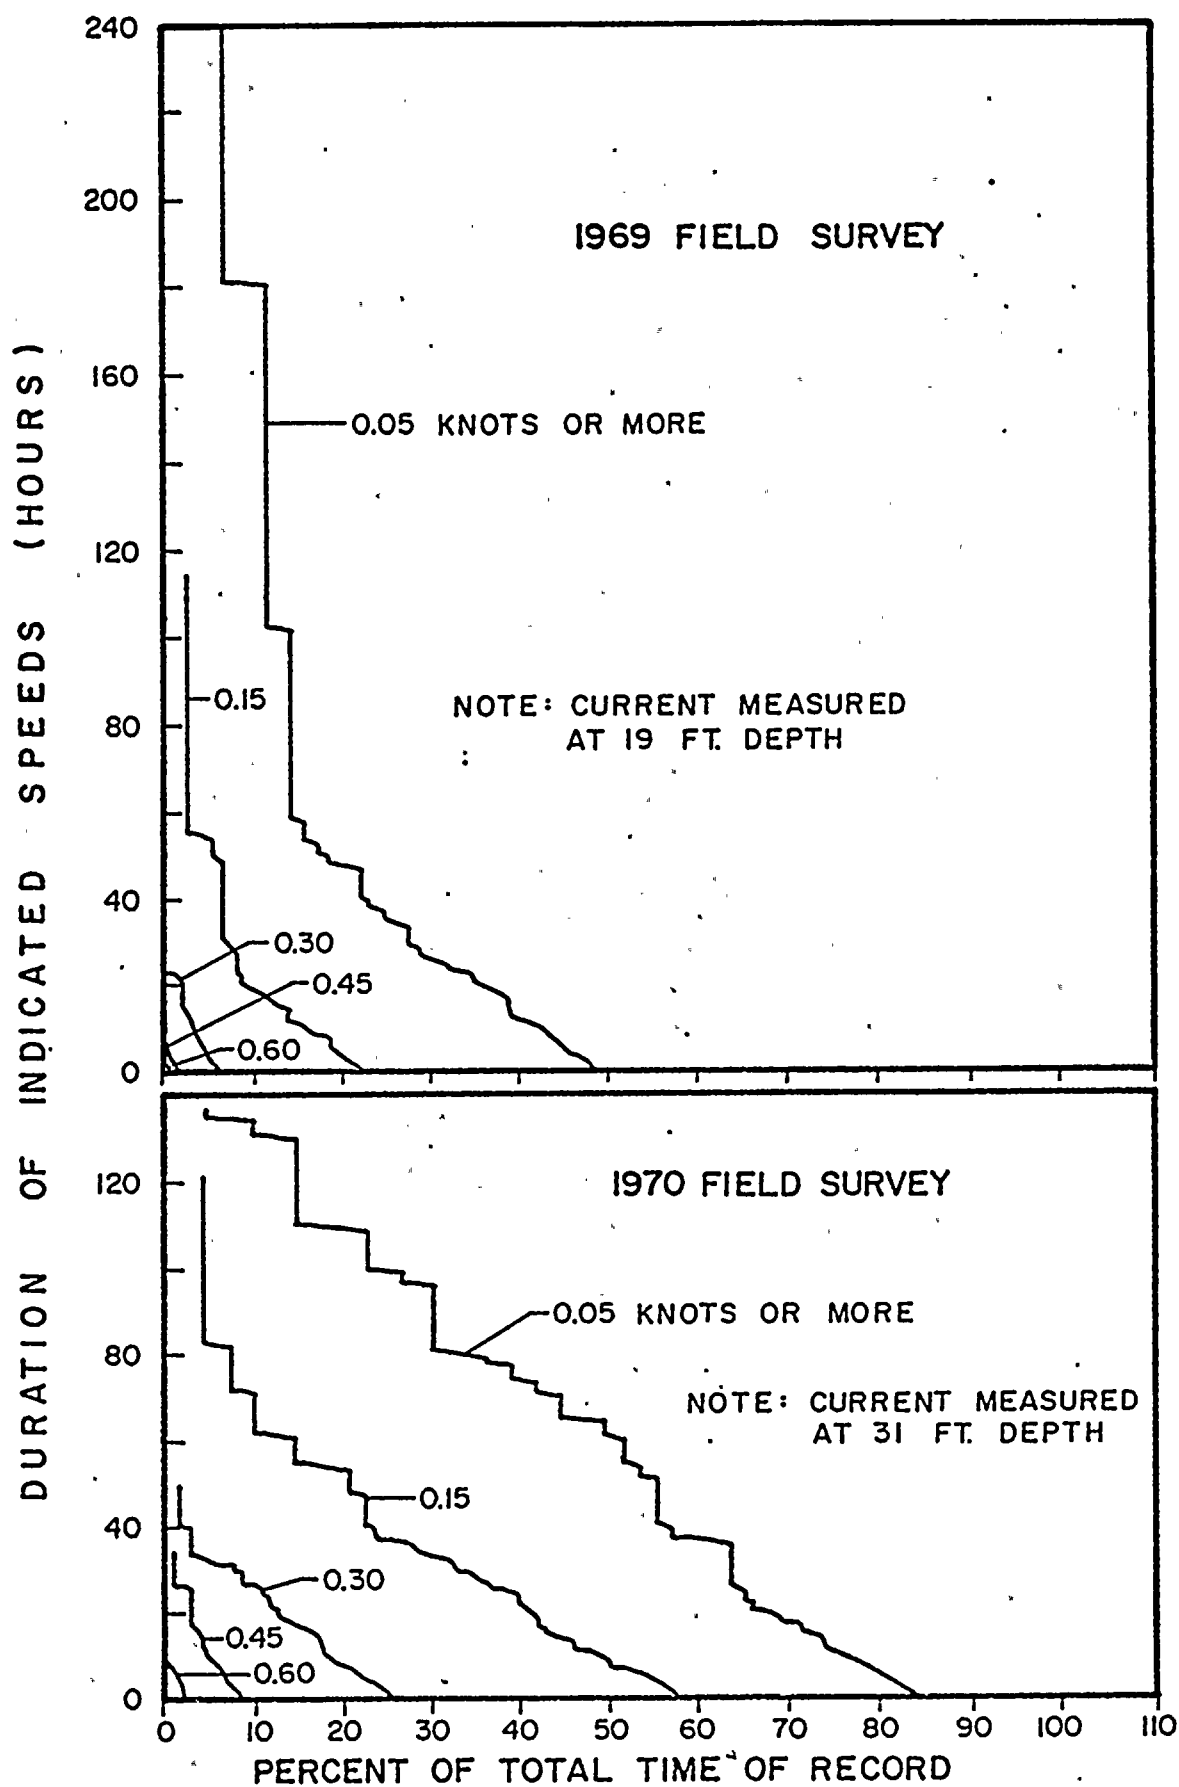 240
200
160
120
80
40
0
1969 FIELD SURVEY
0.05 KNOTS OR MORE
0.15
NOTE: CURRENT MEASURED
AT 19 FT. DEPTH
0.30
0.45
0.60
DURATION OF INDICATED SPEEDS (HOURS)
120
80
40
0
1970 FIELD SURVEY
0.05 KNOTS OR MORE
NOTE: CURRENT MEASURED
AT 31 FT. DEPTH
0.15
0.30
0.45
0.60
0 10 20 30 40 50 60 70 80 90 100 110
PERCENT OF TOTAL TIME OF RECORD